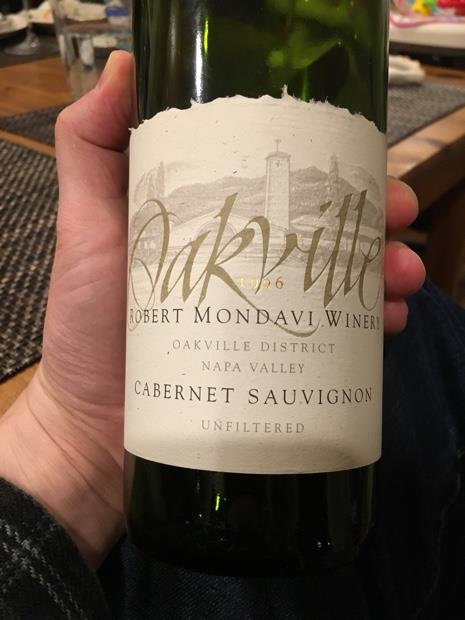 Oakville
1996
ROBERT MONDAVI WINERY
OAKVILLE DISTRICT
NAPA VALLEY
CABERNET SAUVIGNON
UNFILTERED